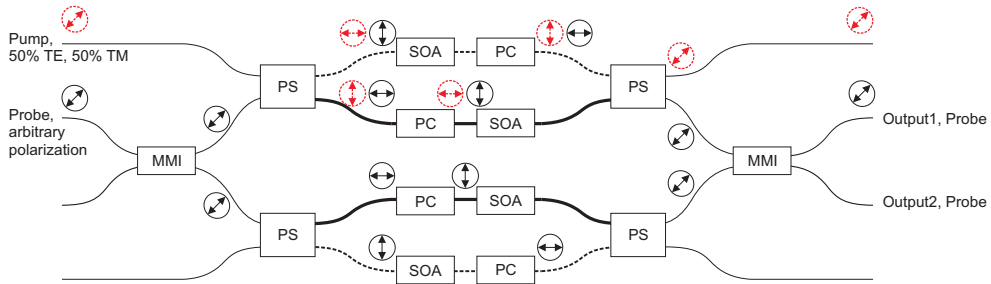 Pump,
50% TE, 50% TM
SOA
PC
PS
PS
PC
SOA
Probe,
arbitrary
polarization
Output1, Probe
MMI
MMI
PC
SOA
Output2, Probe
PS
PS
SOA
PC